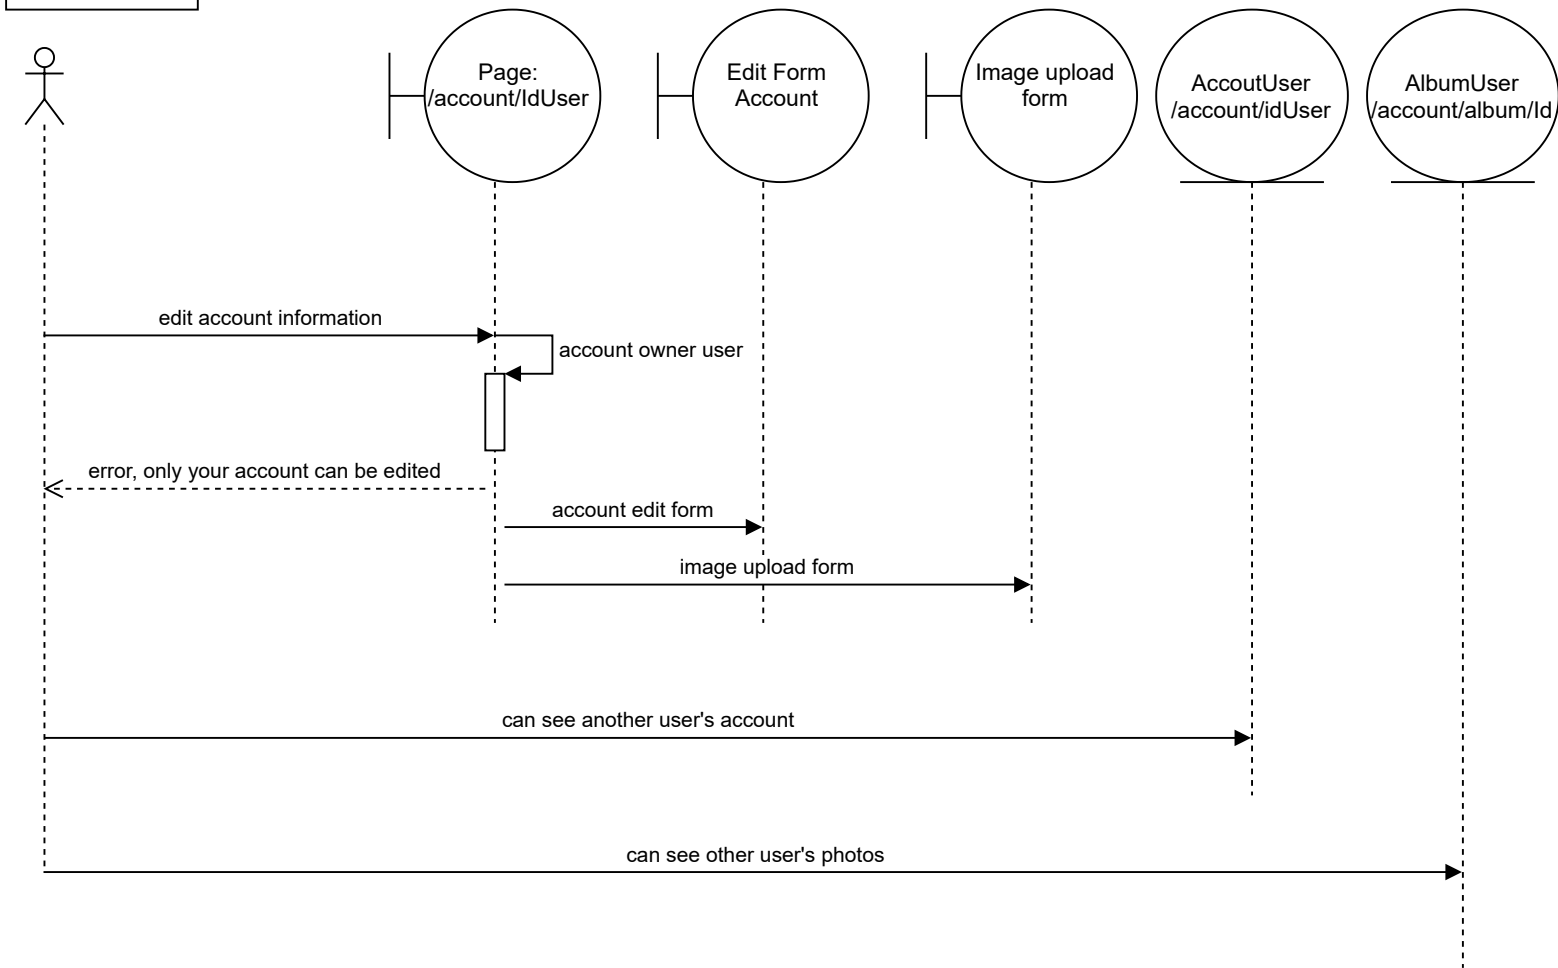 Page:
/account/IdUser
Edit Form
Account
Image upload
form
AccoutUser
/account/idUser
AlbumUser
/account/album/Id
edit account information
account owner user
error, only your account can be edited
account edit form
image upload form
can see another user's account
can see other user's photos